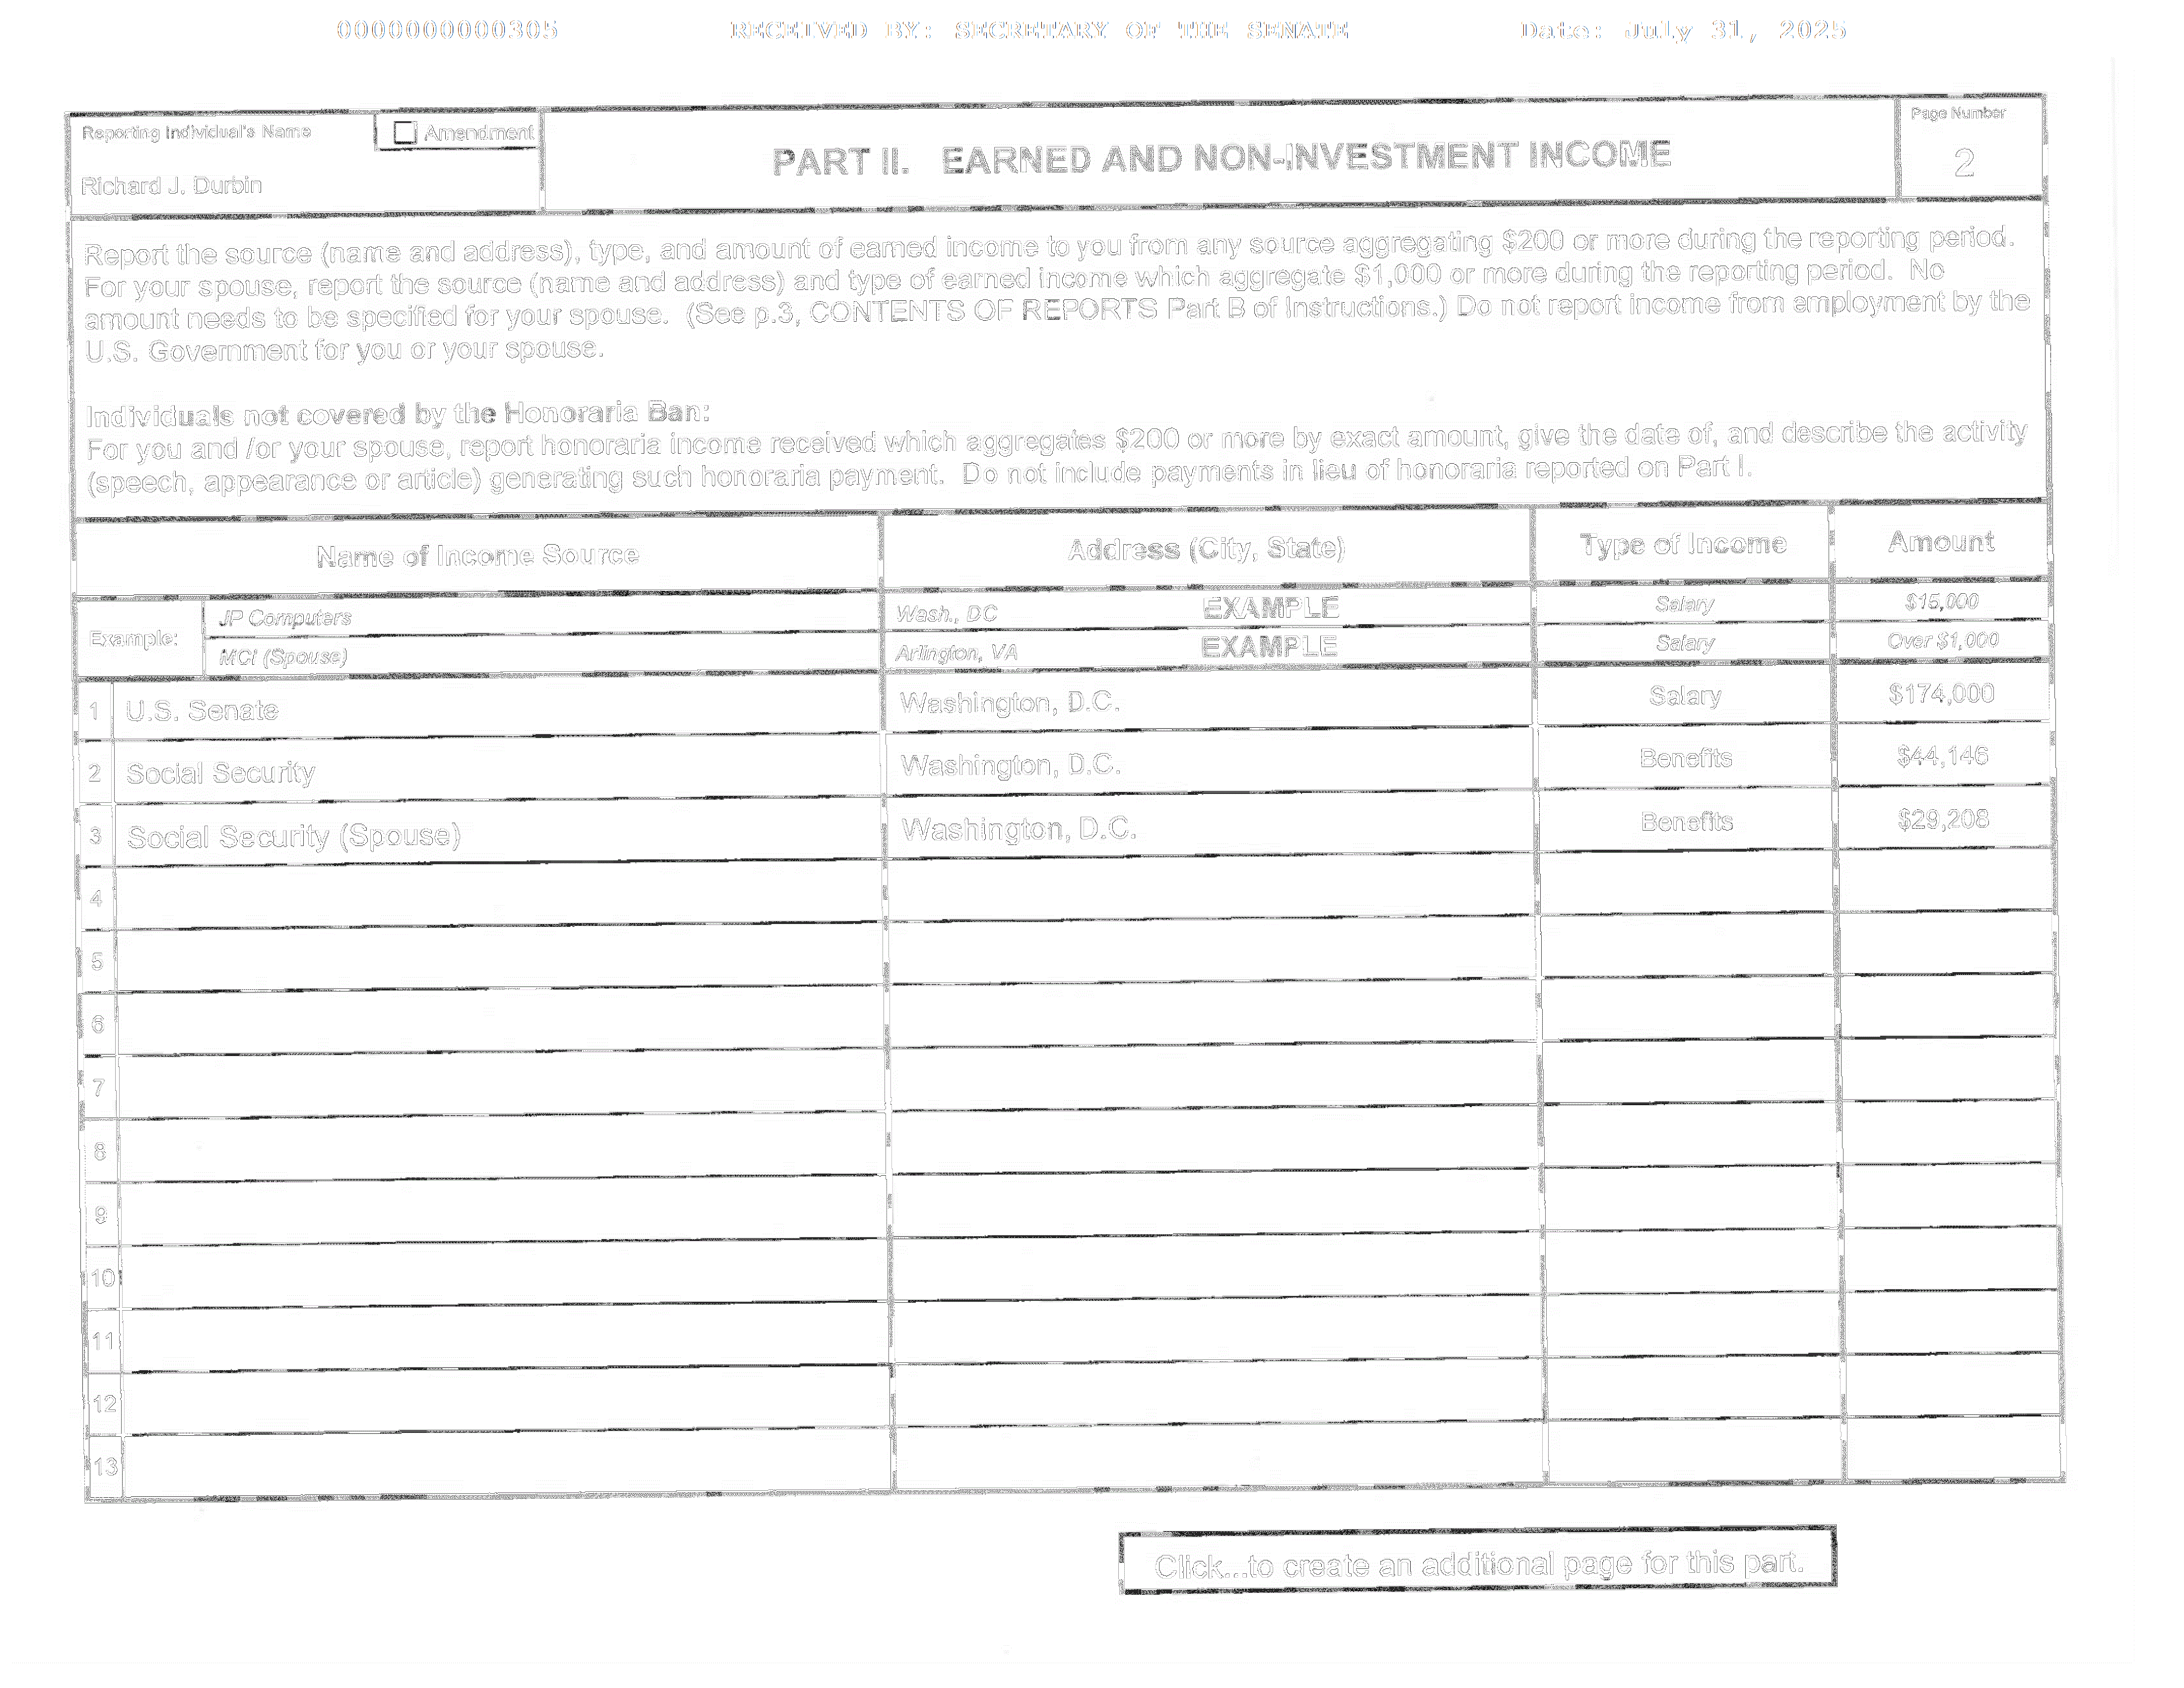 0000000000305 RECEIVED BY: SECRETARY OF THE SENATE Date: July 31, 2025
Reporting Individual's Name
Amendment
Richard J. Durbin
PART II. EARNED AND NON-INVESTMENT INCOME
Page Number
2
Report the source (name and address), type, and amount of earned income to you from any source aggregating $200 or more during the reporting period.
For your spouse, report the source (name and address) and type of earned income which aggregate $1,000 or more during the reporting period. No
amount needs to be specified for your spouse. (See p.3, CONTENTS OF REPORTS Part B of Instructions.) Do not report income from employment by the
U.S. Government for you or your spouse.
Individuals not covered by the Honoraria Ban:
For you and /or your spouse, report honoraria income received which aggregates $200 or more by exact amount, give the date of, and describe the activity
(speech, appearance or article) generating such honoraria payment. Do not include payments in lieu of honoraria reported on Part I.
Name of Income Source Address (City, State) Type of Income Amount
Example:
JP Computers Wash., DC EXAMPLE Salary $15,000
MCI (Spouse) Arlington, VA EXAMPLE Salary Over $1,000
1 U.S. Senate Washington, D.C. Salary $174,000
2 Social Security Washington, D.C. Benefits $44,146
3 Social Security (Spouse) Washington, D.C. Benefits $29,208
4
5
6
7
8
9
10
11
12
13
Click...to create an additional page for this part.